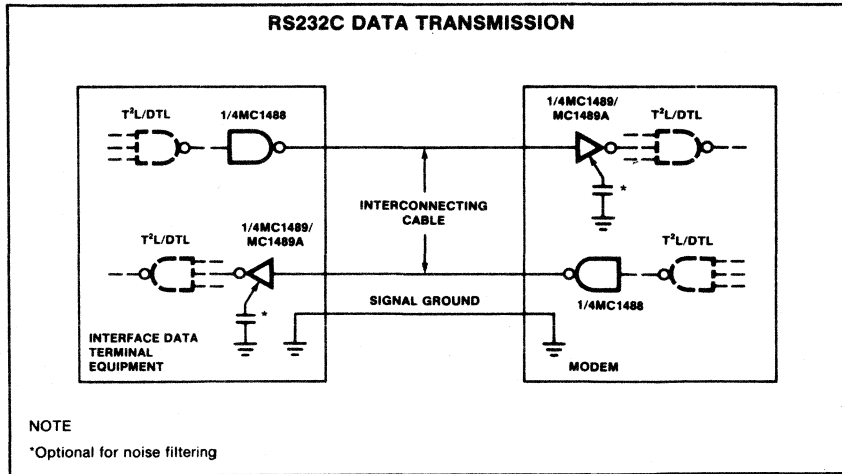 RS232C DATA TRANSMISSION
T²L/DTL
1/4MC1488
1/4MC1489/
MC1489A
T²L/DTL
*
INTERCONNECTING
CABLE
T²L/DTL
1/4MC1489/
MC1489A
T²L/DTL
1/4MC1488
*
SIGNAL GROUND
INTERFACE DATA
TERMINAL
EQUIPMENT
MODEM
NOTE
*Optional for noise filtering